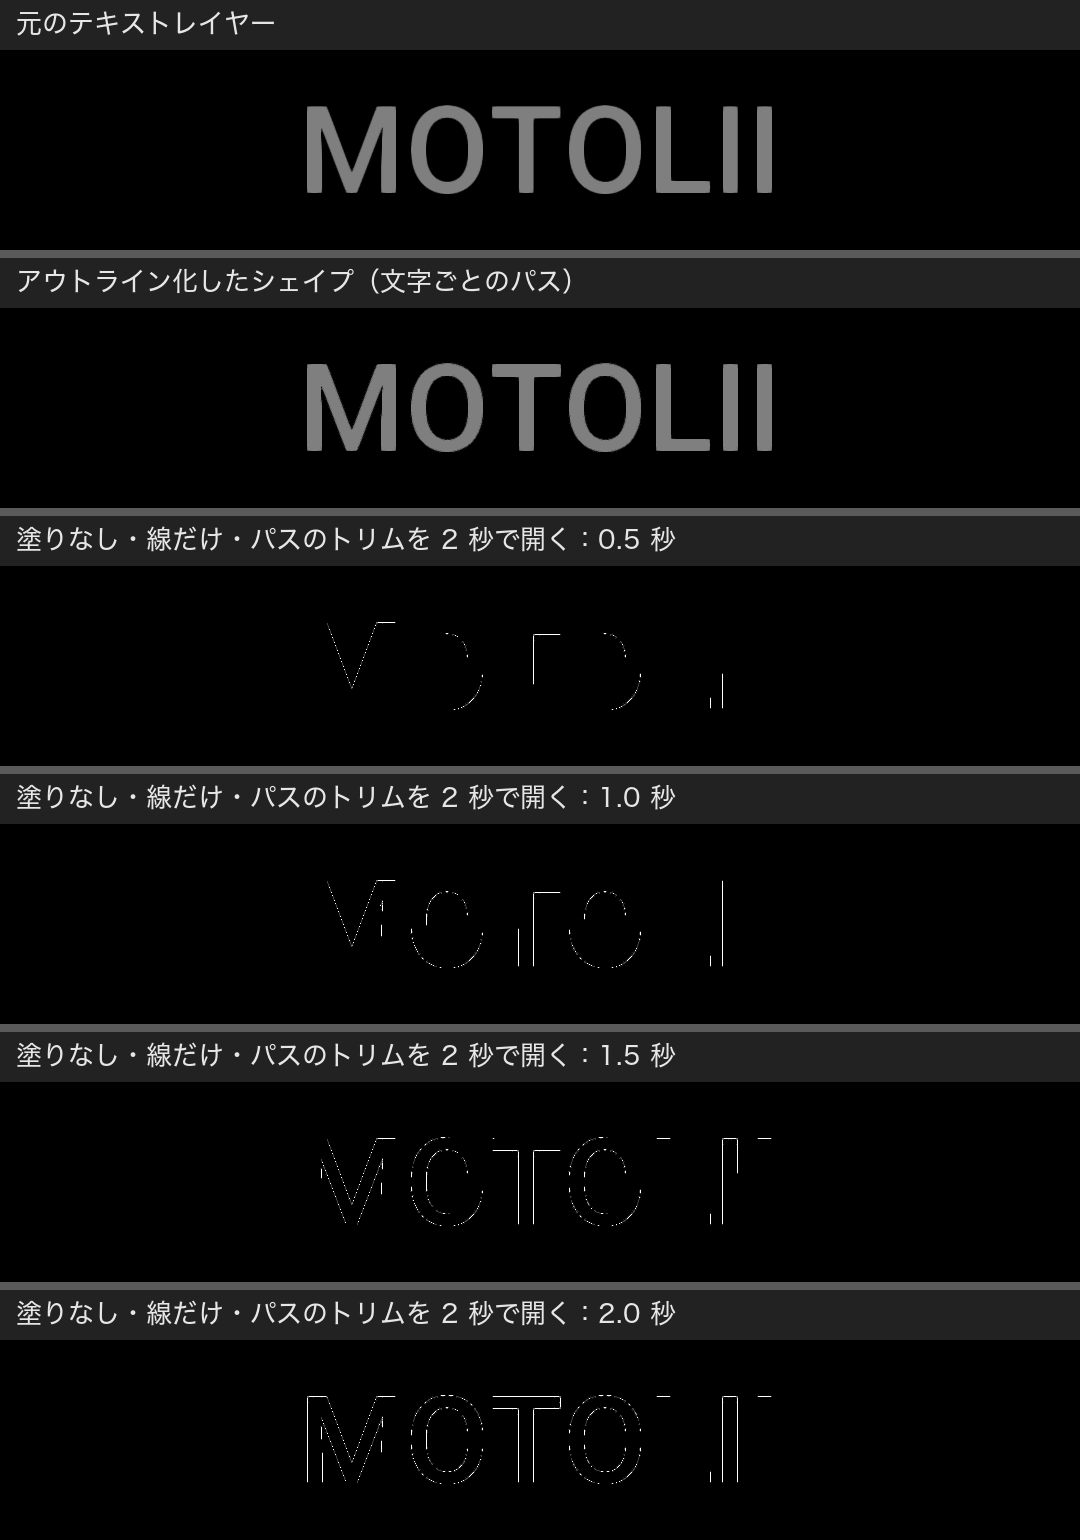 元のテキストレイヤー
MOTOLII
アウトライン化したシェイプ（文字ごとのパス）
MOTOLII
塗りなし・線だけ・パスのトリムを 2 秒で開く：0.5 秒
塗りなし・線だけ・パスのトリムを 2 秒で開く：1.0 秒
塗りなし・線だけ・パスのトリムを 2 秒で開く：1.5 秒
塗りなし・線だけ・パスのトリムを 2 秒で開く：2.0 秒